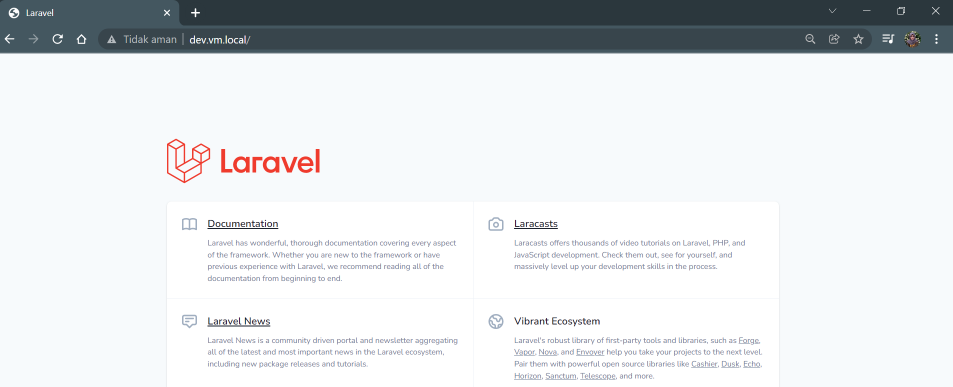 Laravel
Tidak aman | dev.vm.local/
Laravel
Documentation
Laravel has wonderful, thorough documentation covering every aspect
of the framework. Whether you are new to the framework or have
previous experience with Laravel, we recommend reading all of the
documentation from beginning to end.
Laracasts
Laracasts offers thousands of video tutorials on Laravel, PHP, and
JavaScript development. Check them out, see for yourself, and
massively level up your development skills in the process.
Laravel News
Laravel News is a community driven portal and newsletter aggregating
all of the latest and most important news in the Laravel ecosystem,
including new package releases and tutorials.
Vibrant Ecosystem
Laravel's robust library of first-party tools and libraries, such as Forge,
Vapor, Nova, and Envoyer help you take your projects to the next level.
Pair them with powerful open source libraries like Cashier, Dusk, Echo,
Horizon, Sanctum, Telescope, and more.